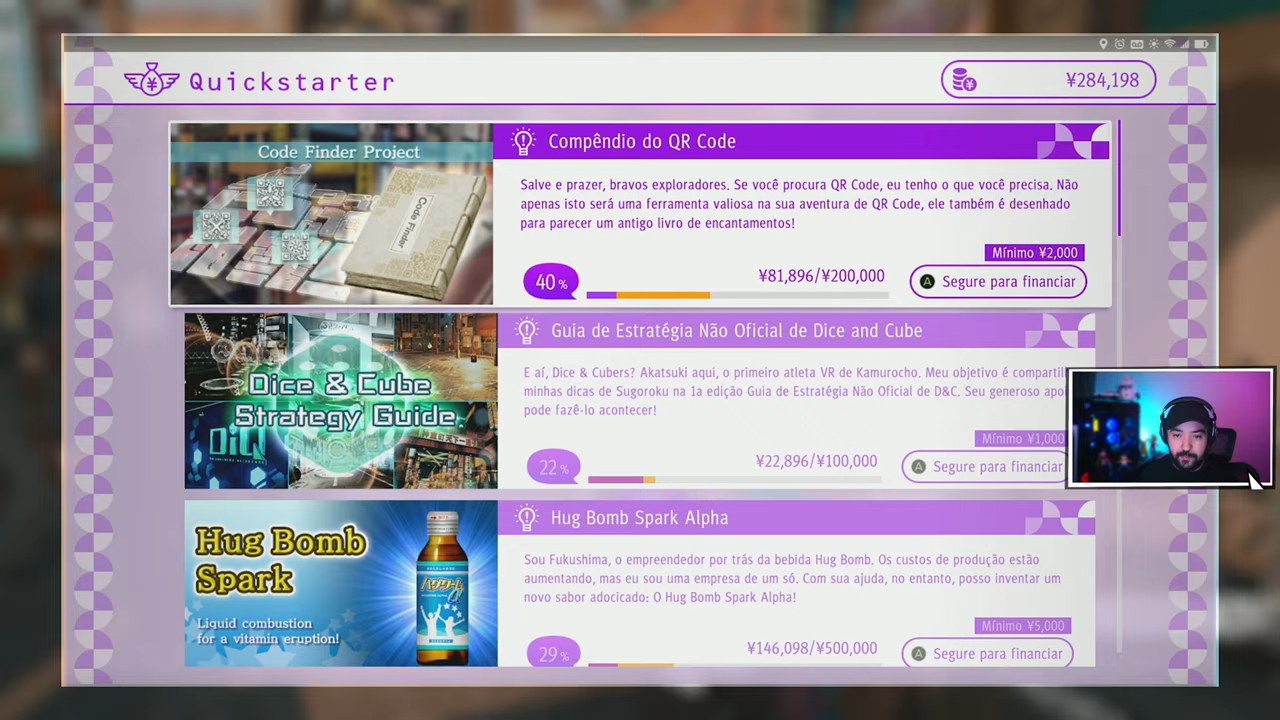 Quickstarter
¥284,198
Code Finder Project
Code Finder
Compêndio do QR Code
Salve e prazer, bravos exploradores. Se você procura QR Code, eu tenho o que você precisa. Não
apenas isto será uma ferramenta valiosa na sua aventura de QR Code, ele também é desenhado
para parecer um antigo livro de encantamentos!
Mínimo ¥2,000
40 %
¥81,896/¥200,000
A Segure para financiar
Dice & Cube
Strategy Guide
Guia de Estratégia Não Oficial de Dice and Cube
E aí, Dice & Cubers? Akatsuki aqui, o primeiro atleta VR de Kamurocho. Meu objetivo é compartil
minhas dicas de Sugoroku na 1a edição Guia de Estratégia Não Oficial de D&C. Seu generoso apo
pode fazê-lo acontecer!
Mínimo ¥1,000
22 %
¥22,896/¥100,000
A Segure para financiar
Hug Bomb
Spark
Liquid combustion
for a vitamin eruption!
Hug Bomb Spark Alpha
Sou Fukushima, o empreendedor por trás da bebida Hug Bomb. Os custos de produção estão
aumentando, mas eu sou uma empresa de um só. Com sua ajuda, no entanto, posso inventar um
novo sabor adocicado: O Hug Bomb Spark Alpha!
Mínimo ¥5,000
29 %
¥146,098/¥500,000
A Segure para financiar